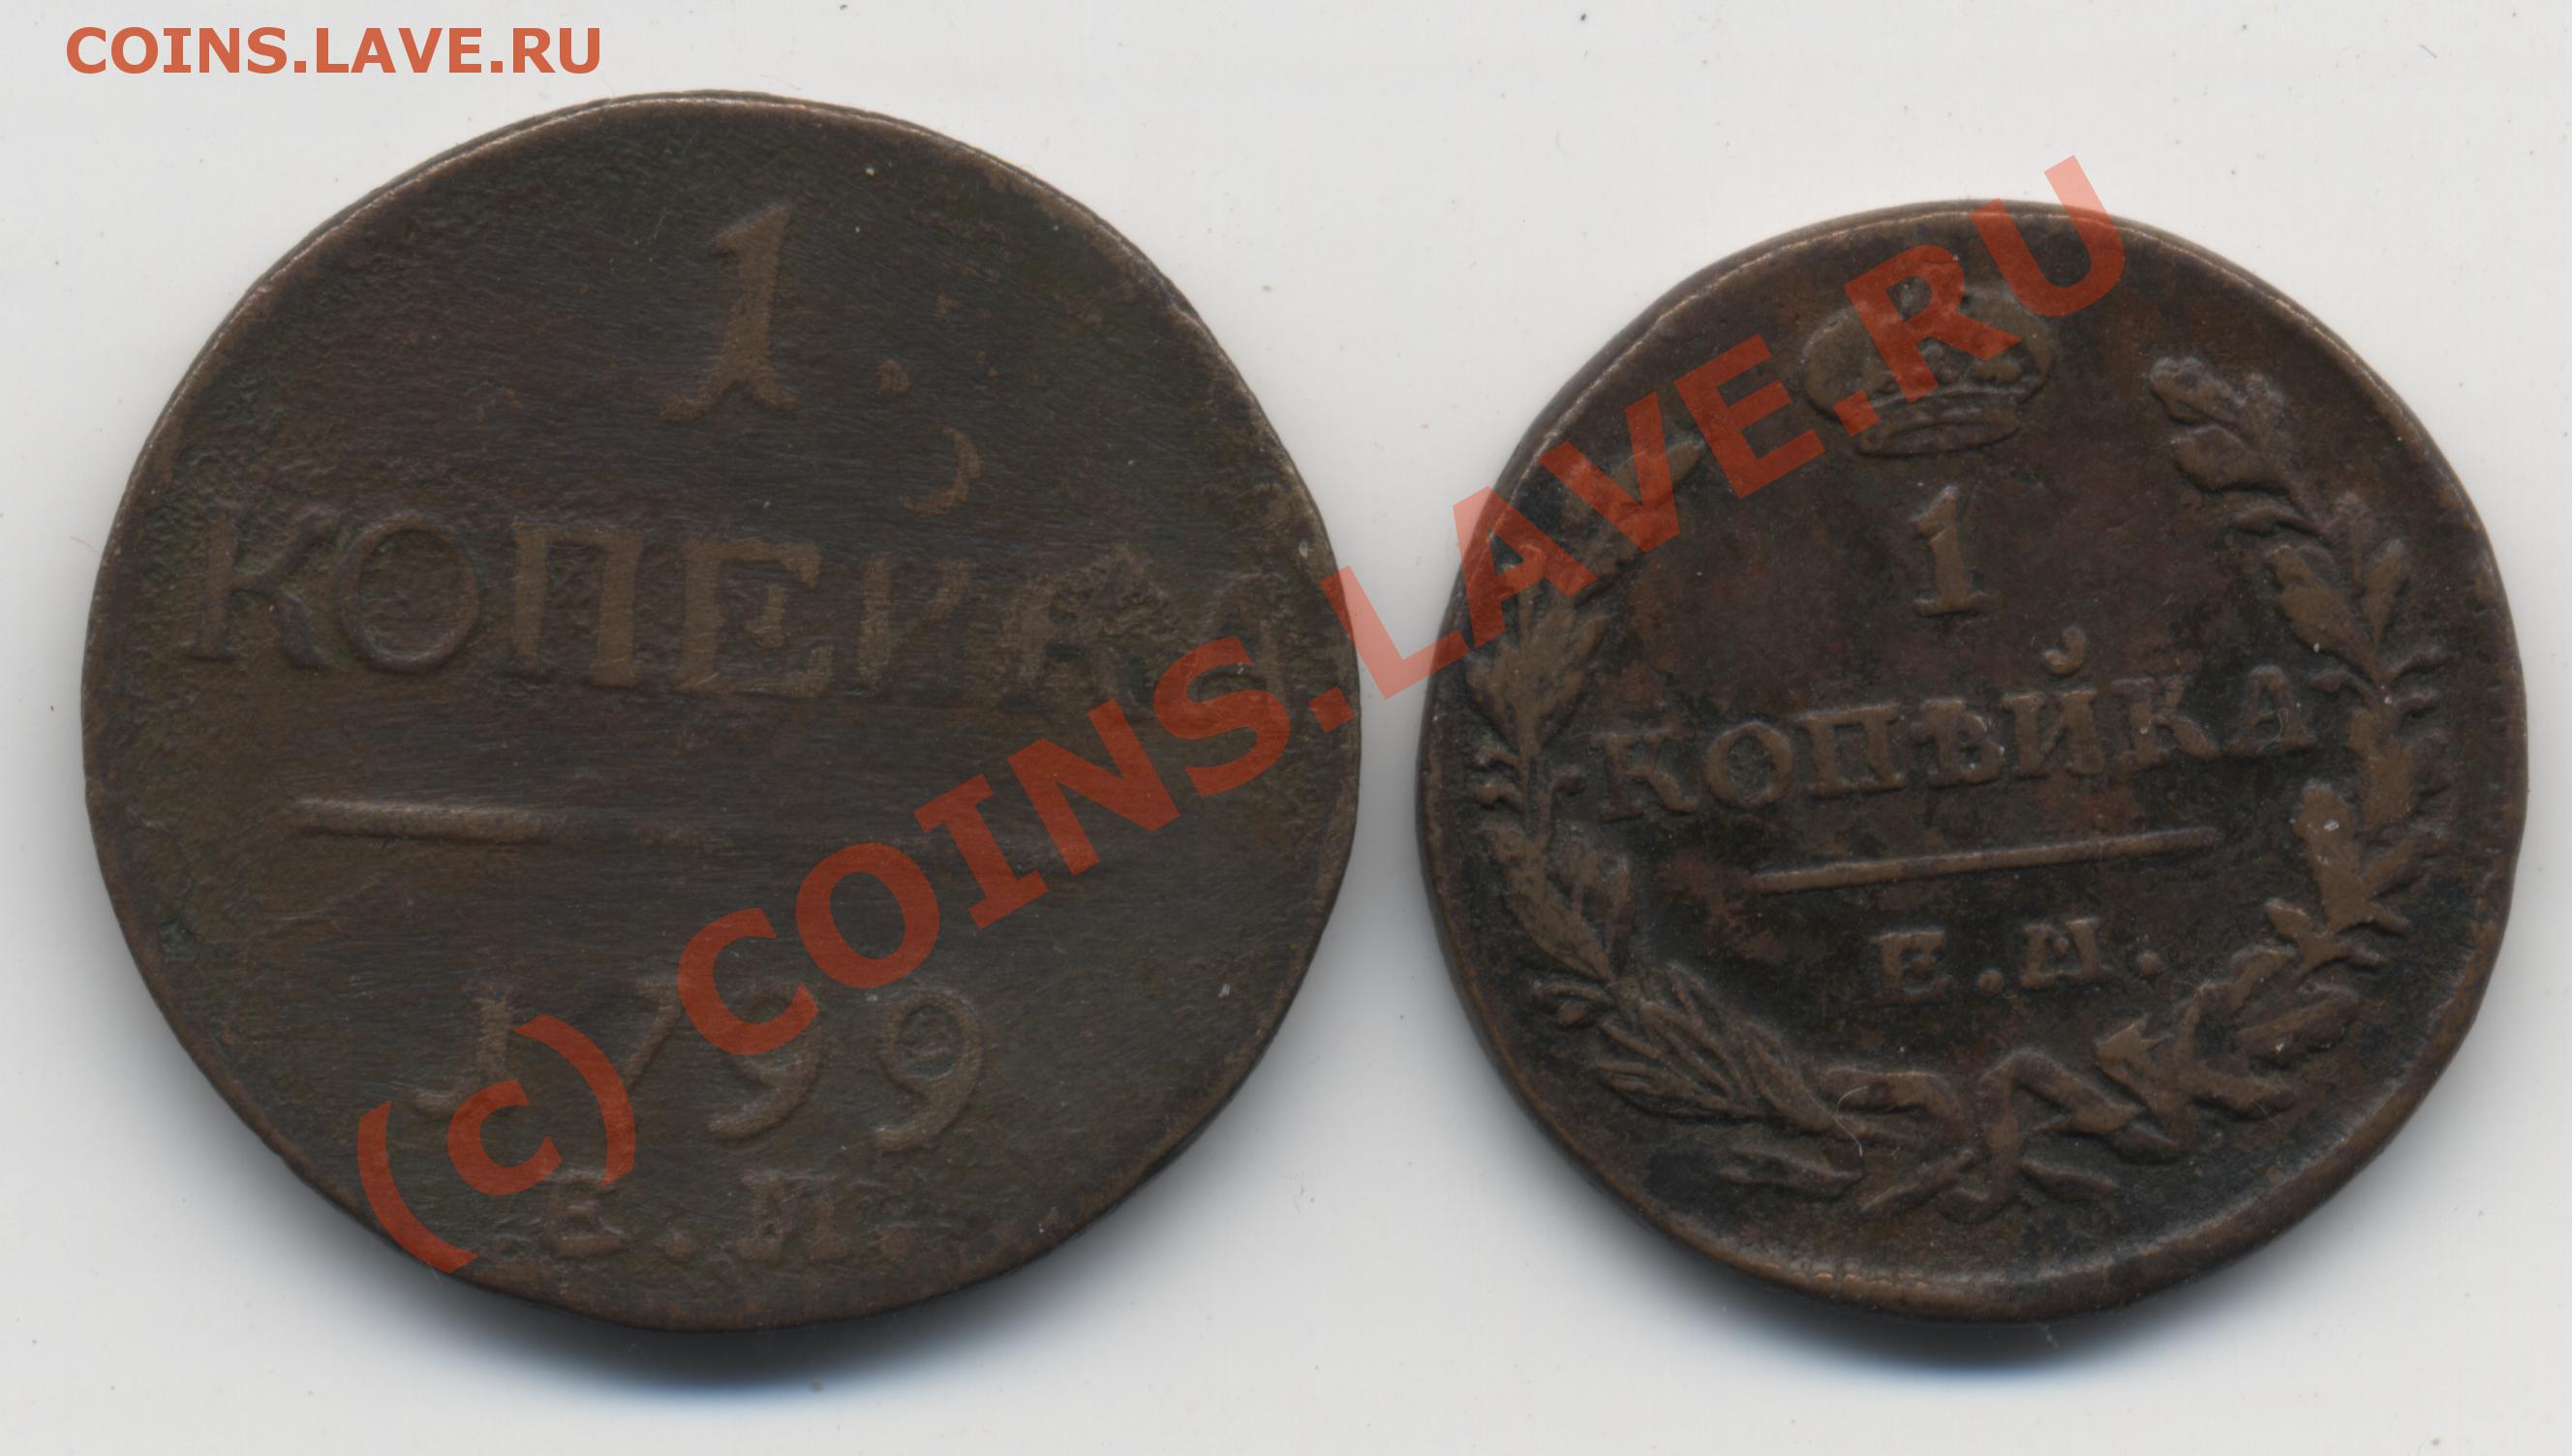 COINS.LAVE.RU
1.
КОПЕЙКА
1799
Е.М.
1
КОПѢЙКА
Е.М.
(c) COINS.LAVE.RU